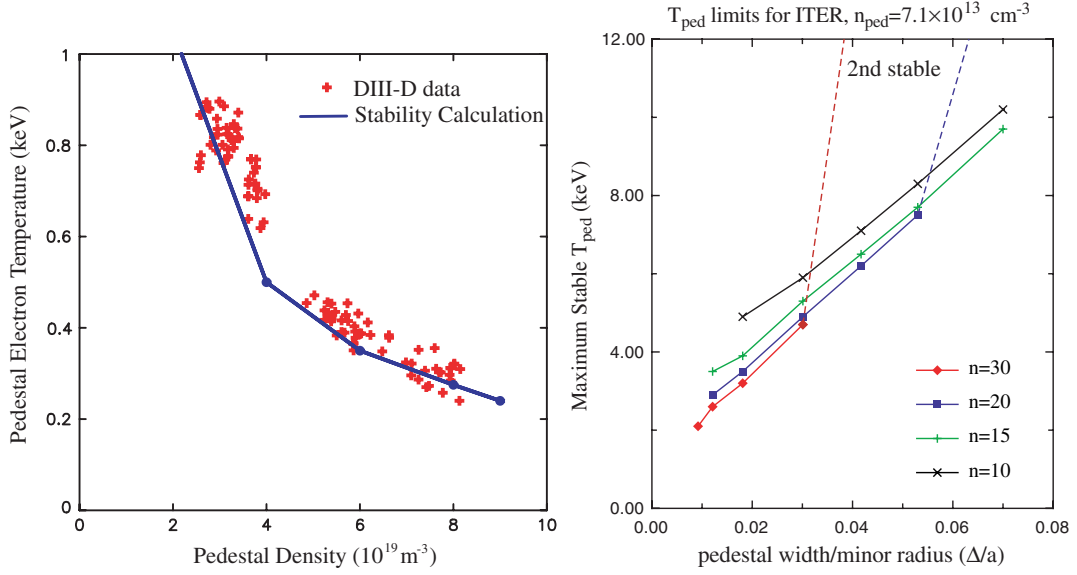 1
0.8
0.6
0.4
0.2
0
0
2
4
6
8
10
Pedestal Electron Temperature (keV)
Pedestal Density (10¹⁹ m⁻³)
DIII-D data
Stability Calculation
T_ped limits for ITER, n_ped=7.1×10¹³ cm⁻³
12.00
8.00
4.00
0.00
0.00
0.02
0.04
0.06
0.08
Maximum Stable T_ped (keV)
pedestal width/minor radius (Δ/a)
2nd stable
n=30
n=20
n=15
n=10